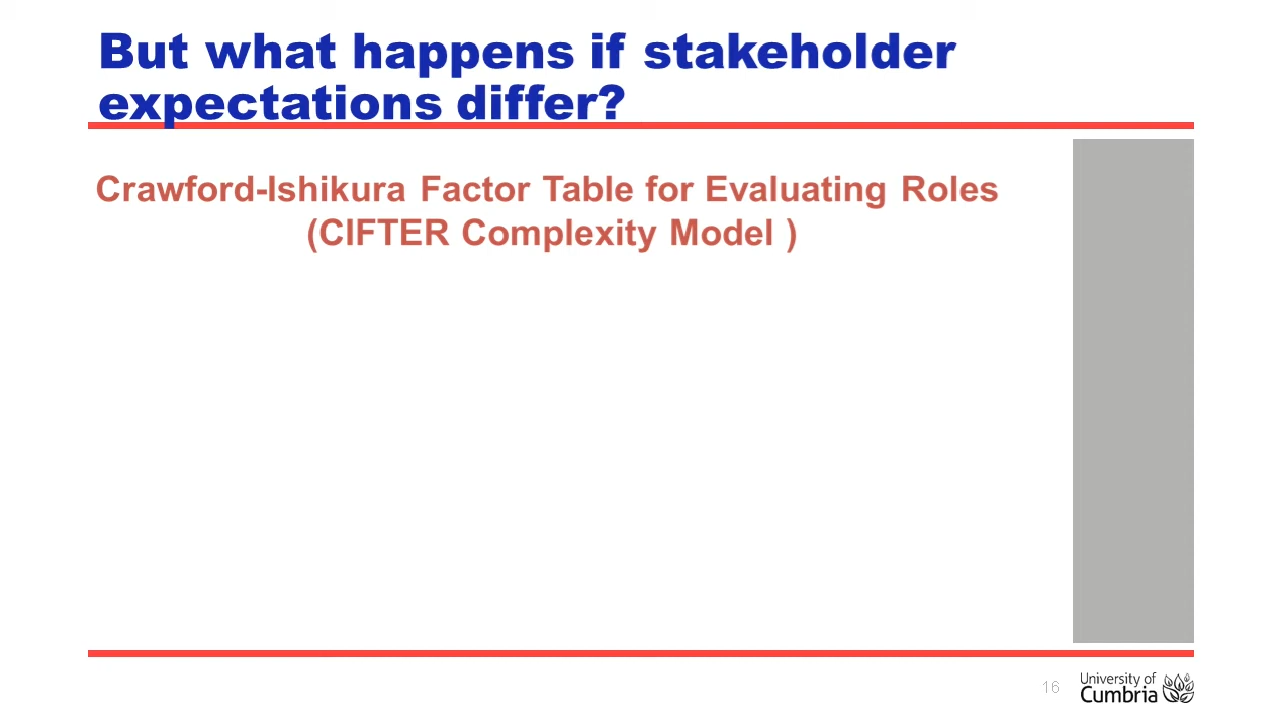 But what happens if stakeholder
expectations differ?
Crawford-Ishikura Factor Table for Evaluating Roles
(CIFTER Complexity Model )
16
University of
Cumbria